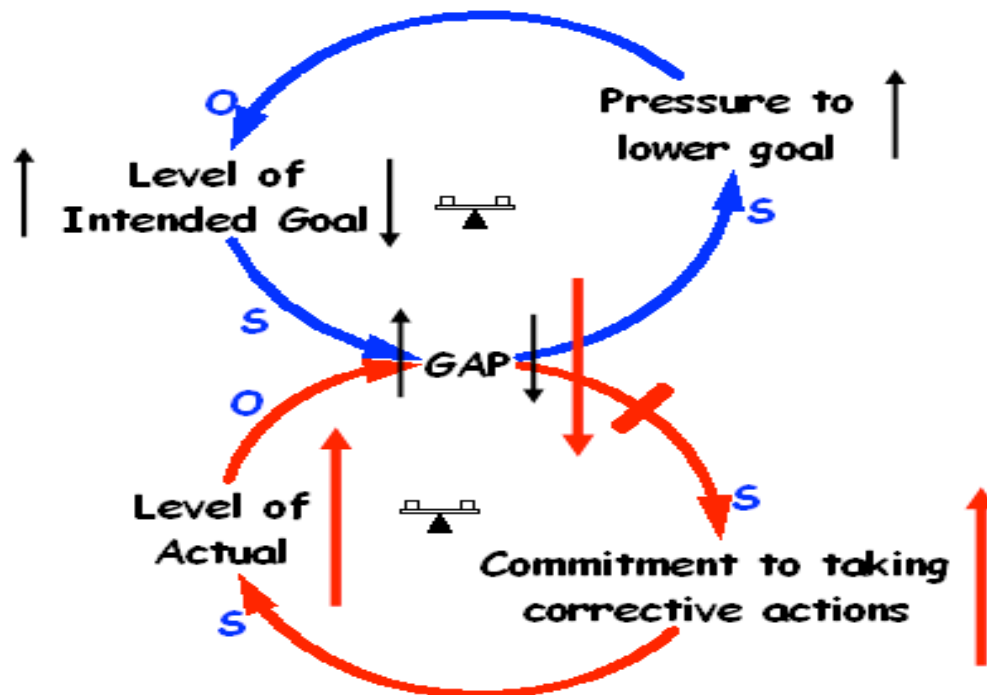 O
Pressure to
lower goal
Level of
Intended Goal
S
S
GAP
O
S
Level of
Actual
Commitment to taking
corrective actions
S